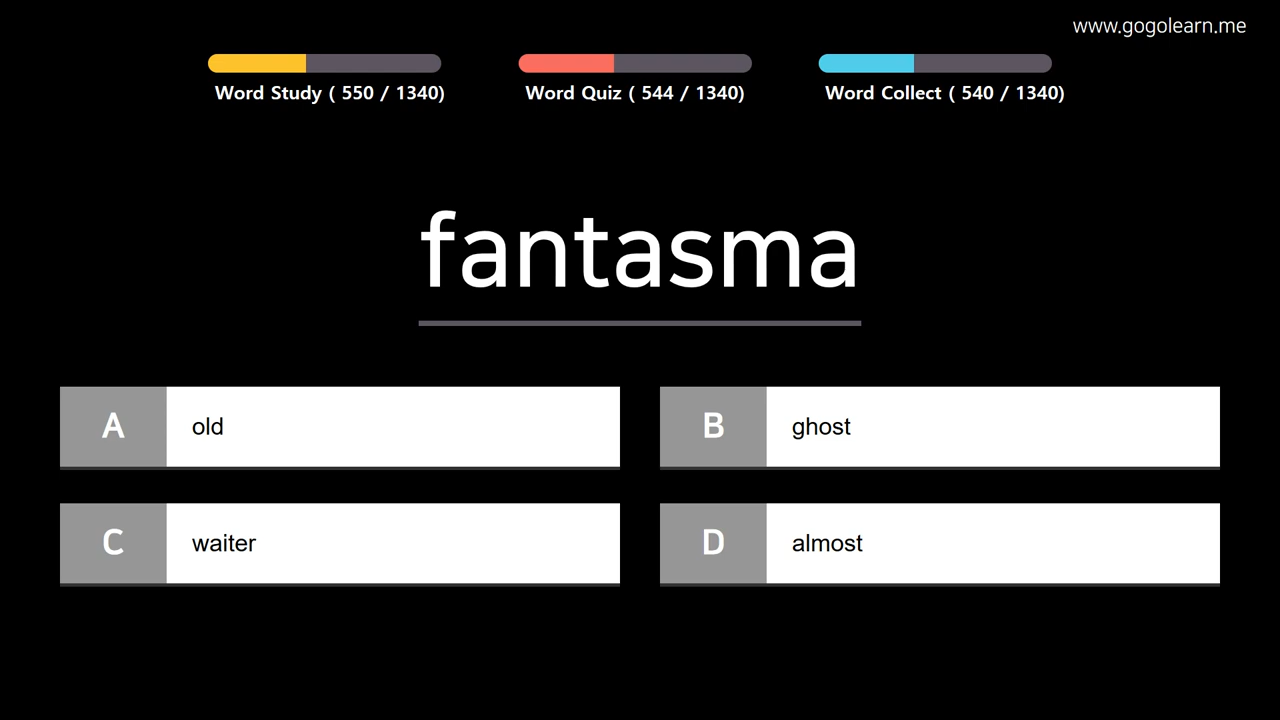 www.gogolearn.me
Word Study ( 550 / 1340)
Word Quiz ( 544 / 1340)
Word Collect ( 540 / 1340)
fantasma
A old
B ghost
C waiter
D almost